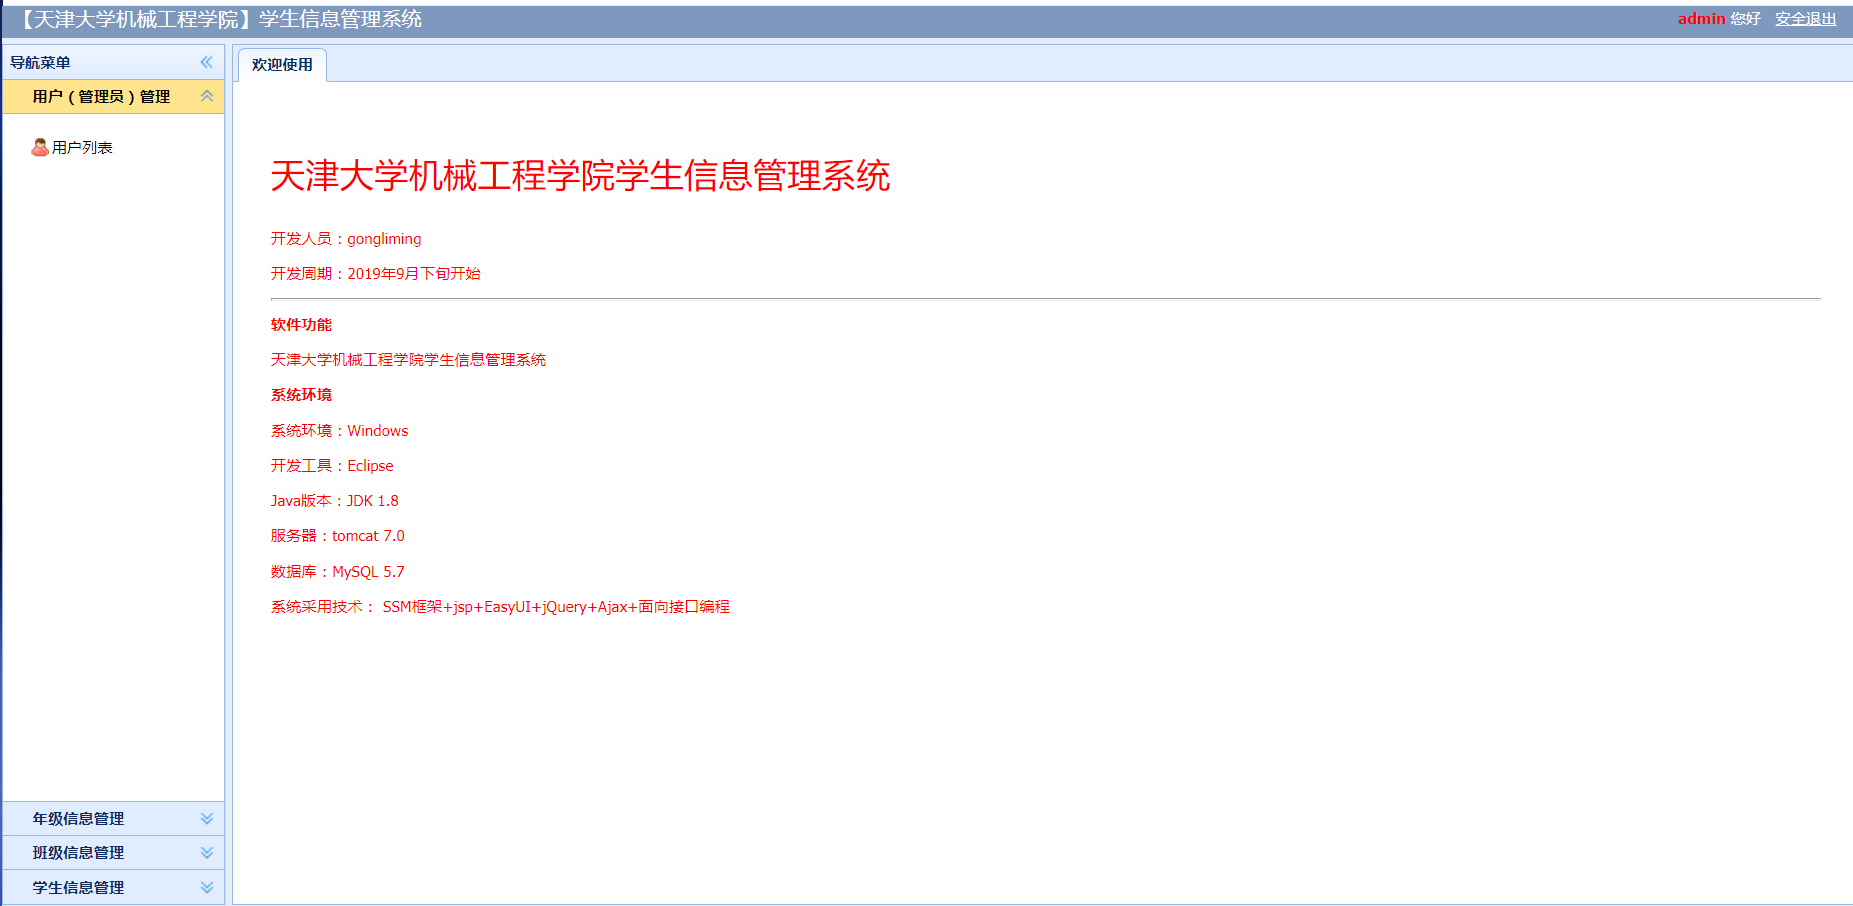 【天津大学机械工程学院】学生信息管理系统
admin 您好 安全退出
导航菜单
用户（管理员）管理
用户列表
年级信息管理
班级信息管理
学生信息管理
欢迎使用
天津大学机械工程学院学生信息管理系统
开发人员：gongliming
开发周期：2019年9月下旬开始
软件功能
天津大学机械工程学院学生信息管理系统
系统环境
系统环境：Windows
开发工具：Eclipse
Java版本：JDK 1.8
服务器：tomcat 7.0
数据库：MySQL 5.7
系统采用技术： SSM框架+jsp+EasyUI+jQuery+Ajax+面向接口编程